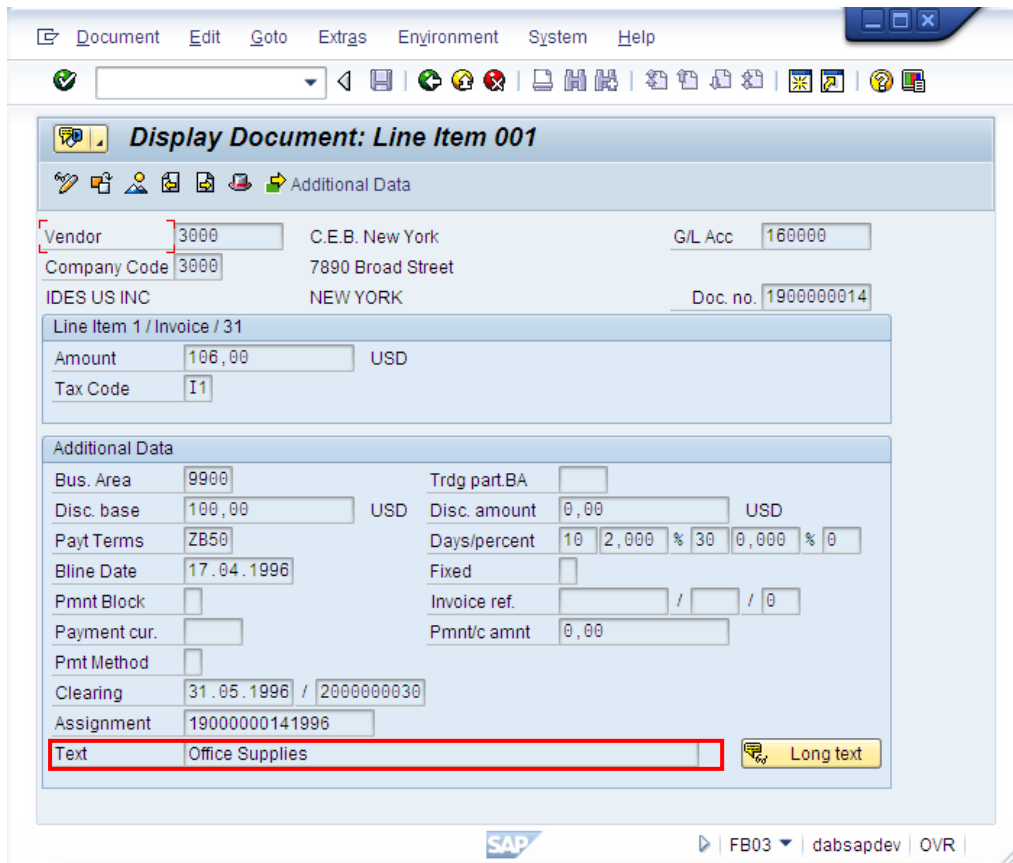 Document Edit Goto Extras Environment System Help
Display Document: Line Item 001
Additional Data
Vendor 3000 C.E.B. New York G/L Acc 160000
Company Code 3000 7890 Broad Street
IDES US INC NEW YORK Doc. no. 1900000014
Line Item 1 / Invoice / 31
Amount 106,00 USD
Tax Code I1
Additional Data
Bus. Area 9900 Trdg part.BA
Disc. base 100,00 USD Disc. amount 0,00 USD
Payt Terms ZB50 Days/percent 10 2,000 % 30 0,000 % 0
Bline Date 17.04.1996 Fixed
Pmnt Block Invoice ref. / / 0
Payment cur. Pmnt/c amnt 0,00
Pmt Method
Clearing 31.05.1996 / 2000000030
Assignment 19000000141996
Text Office Supplies Long text
SAP FB03 dabsapdev OVR